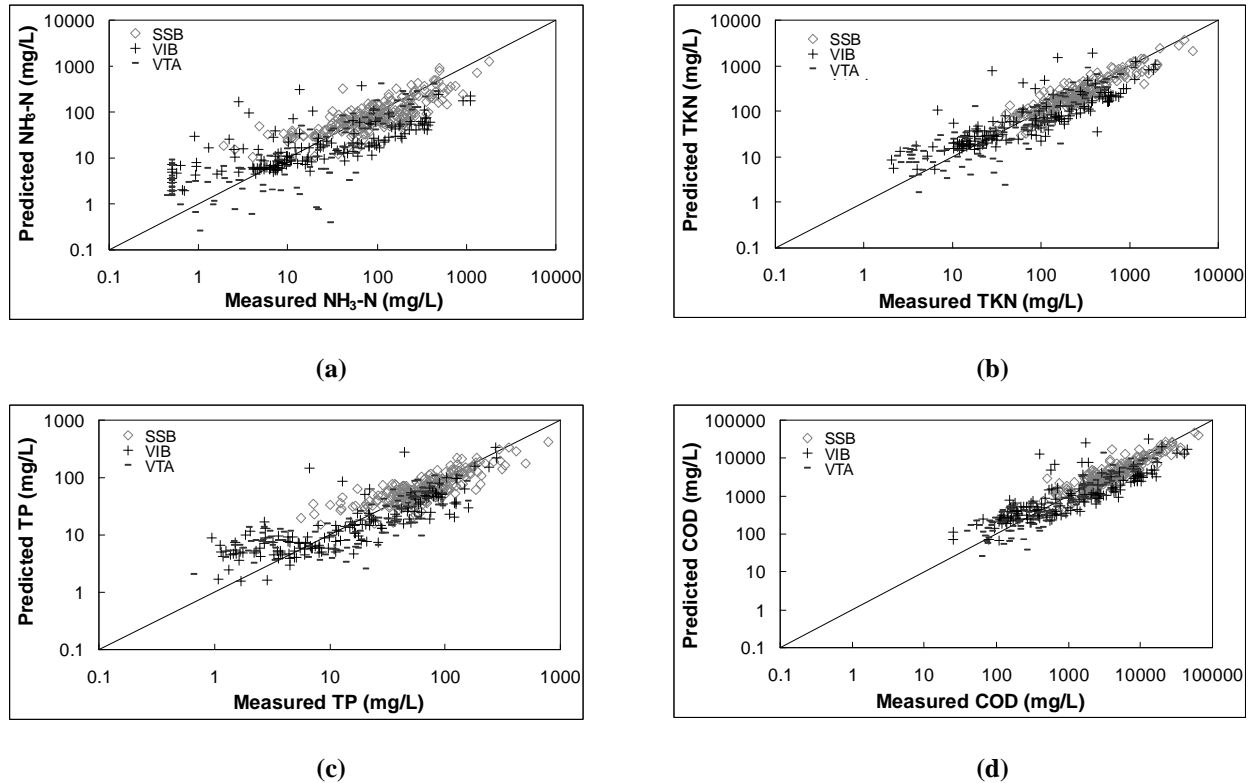 10000
1000
100
10
1
0.1
Predicted NH₃-N (mg/L)
SSB
VIB
VTA
0.1 1 10 100 1000 10000
Measured NH₃-N (mg/L)
(a)
10000
1000
100
10
1
0.1
Predicted TKN (mg/L)
SSB
VIB
VTA
0.1 1 10 100 1000 10000
Measured TKN (mg/L)
(b)
1000
100
10
1
0.1
Predicted TP (mg/L)
SSB
VIB
VTA
0.1 1 10 100 1000
Measured TP (mg/L)
(c)
100000
10000
1000
100
10
1
0.1
Predicted COD (mg/L)
SSB
VIB
VTA
0.1 1 10 100 1000 10000 100000
Measured COD (mg/L)
(d)